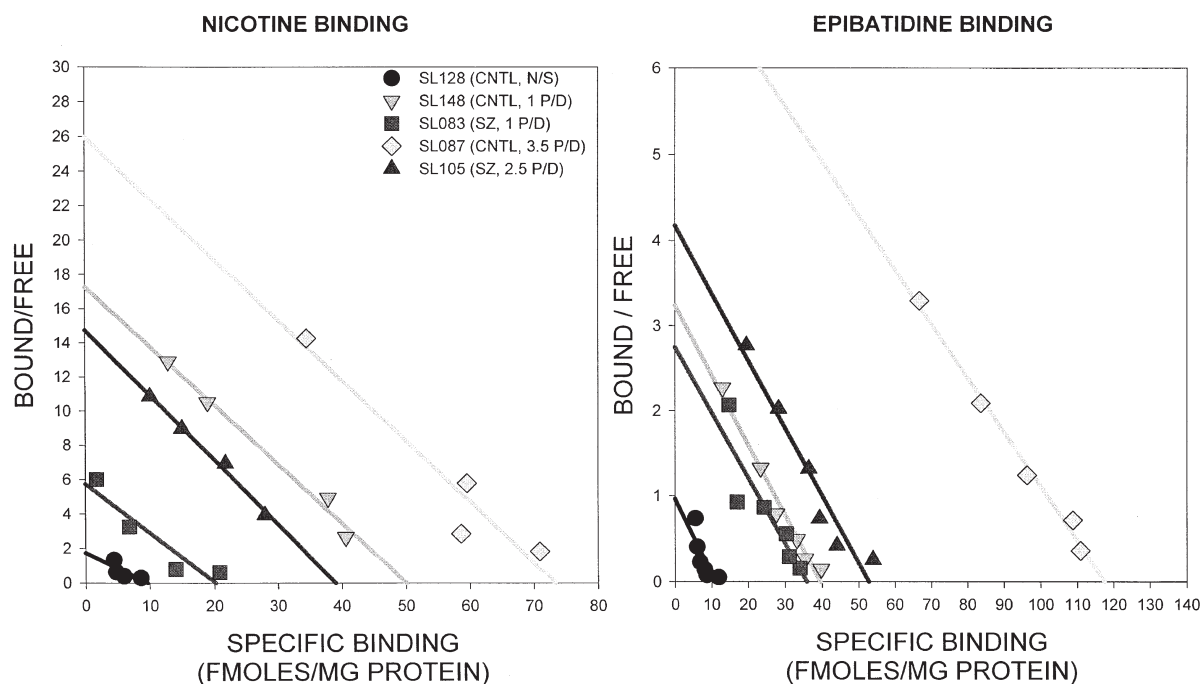 NICOTINE BINDING
30
28
26
24
22
20
18
16
14
12
10
8
6
4
2
0
BOUND/FREE
SL128 (CNTL, N/S)
SL148 (CNTL, 1 P/D)
SL083 (SZ, 1 P/D)
SL087 (CNTL, 3.5 P/D)
SL105 (SZ, 2.5 P/D)
0 10 20 30 40 50 60 70 80
SPECIFIC BINDING
(FMOLES/MG PROTEIN)
EPIBATIDINE BINDING
6
5
4
3
2
1
0
BOUND / FREE
0 10 20 30 40 50 60 70 80 90 100 110 120 130 140
SPECIFIC BINDING
(FMOLES/MG PROTEIN)